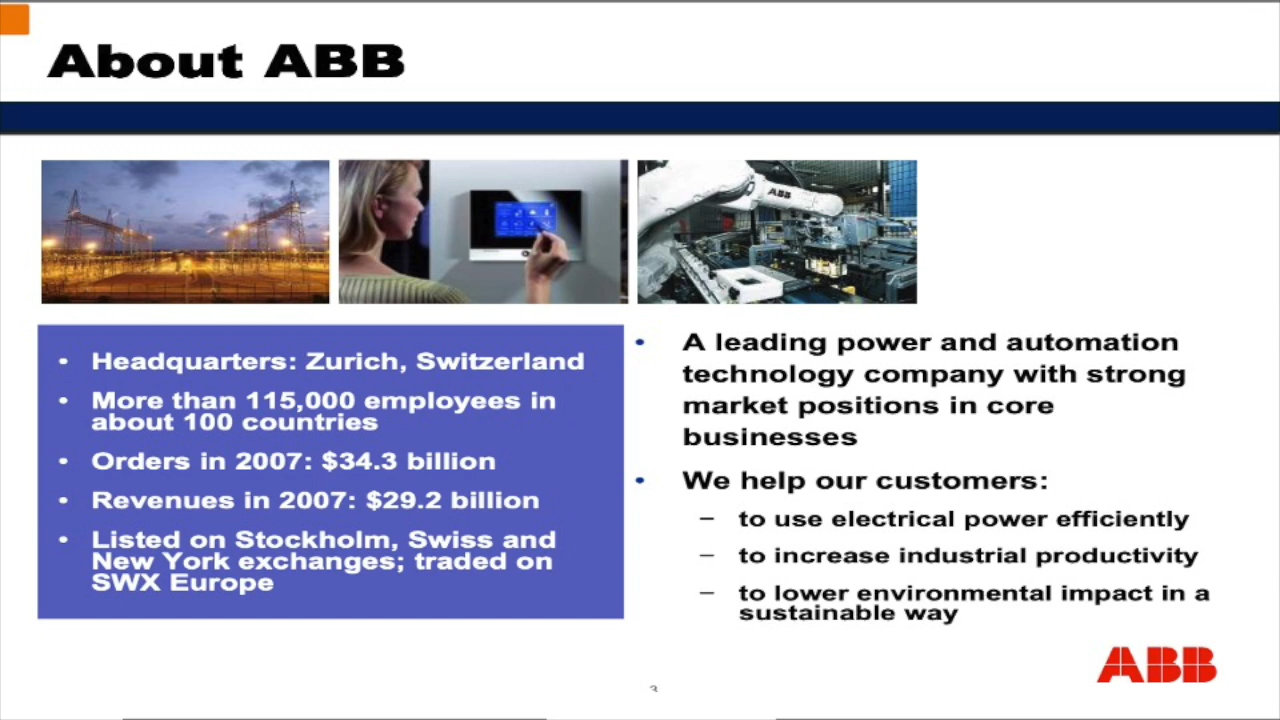 About ABB
ABB
• Headquarters: Zurich, Switzerland
• More than 115,000 employees in
about 100 countries
• Orders in 2007: $34.3 billion
• Revenues in 2007: $29.2 billion
• Listed on Stockholm, Swiss and
New York exchanges; traded on
SWX Europe
• A leading power and automation
technology company with strong
market positions in core
businesses
• We help our customers:
– to use electrical power efficiently
– to increase industrial productivity
– to lower environmental impact in a
sustainable way
ABB
3